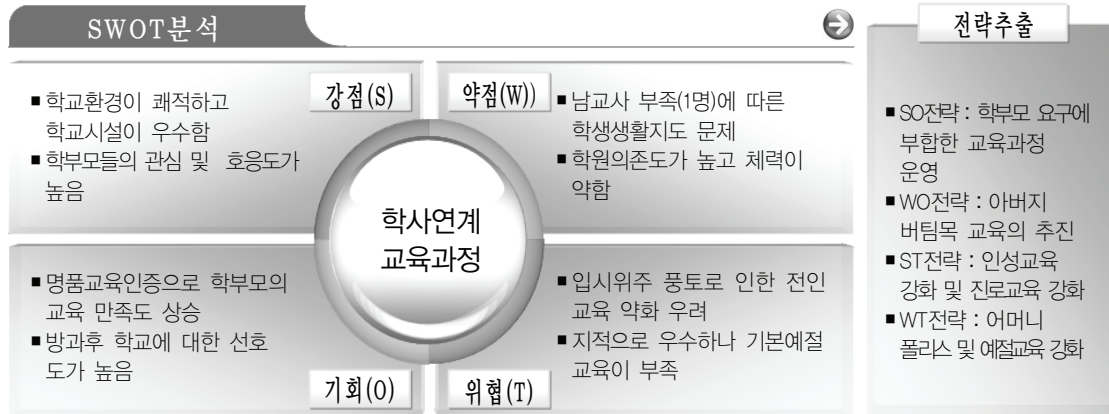 SWOT분석
강점(S)
■ 학교환경이 쾌적하고
학교시설이 우수함
■ 학부모들의 관심 및 호응도가
높음
약점(W))
■ 남교사 부족(1명)에 따른
학생생활지도 문제
■ 학원의존도가 높고 체력이
약함
학사연계
교육과정
■ 명품교육인증으로 학부모의
교육 만족도 상승
■ 방과후 학교에 대한 선호
도가 높음
기회(O)
■ 입시위주 풍토로 인한 전인
교육 약화 우려
■ 지적으로 우수하나 기본예절
교육이 부족
위협(T)
전략추출
■ SO전략 : 학부모 요구에
부합한 교육과정
운영
■ WO전략 : 아버지
버팀목 교육의 추진
■ ST전략 : 인성교육
강화 및 진로교육 강화
■ WT전략 : 어머니
폴리스 및 예절교육 강화